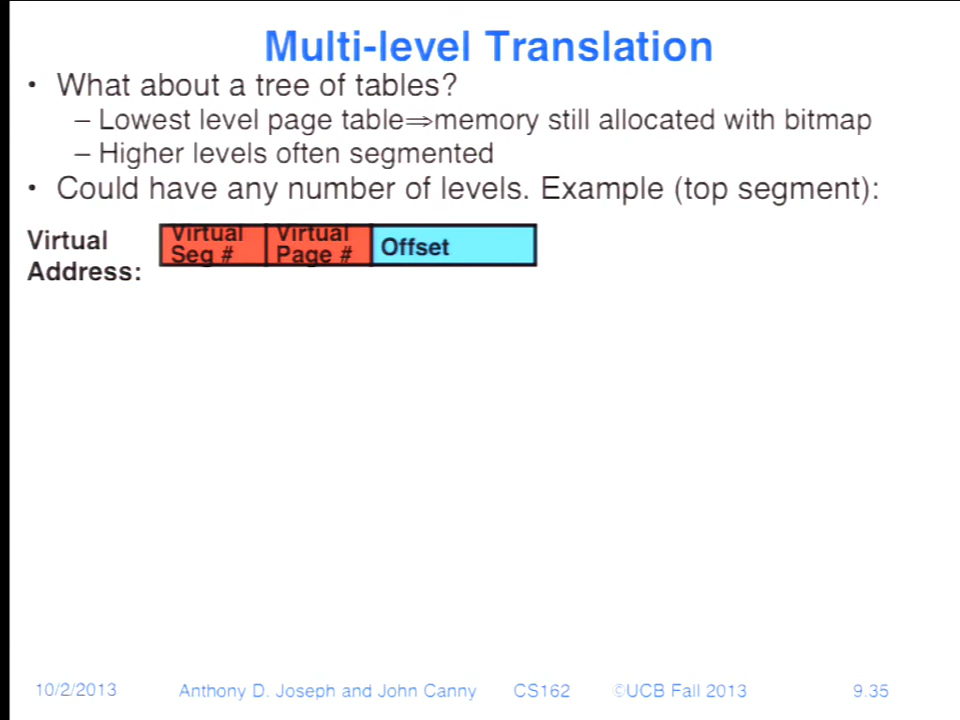 Multi-level Translation
• What about a tree of tables?
– Lowest level page table⇒memory still allocated with bitmap
– Higher levels often segmented
• Could have any number of levels. Example (top segment):
Virtual
Address:
Virtual
Seg #
Virtual
Page #
Offset
10/2/2013 Anthony D. Joseph and John Canny CS162 ©UCB Fall 2013 9.35